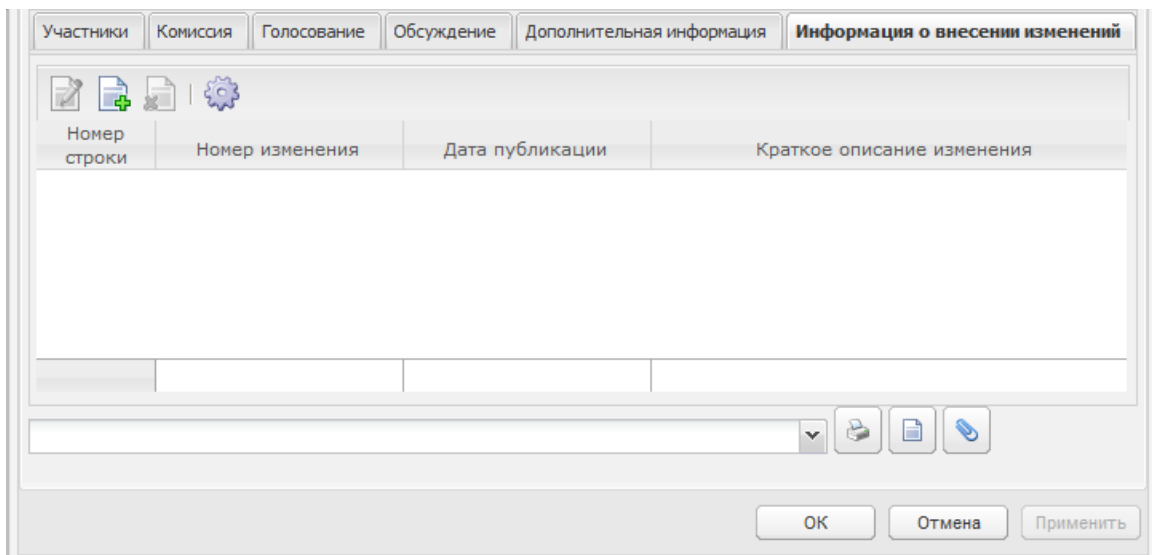 Участники Комиссия Голосование Обсуждение Дополнительная информация Информация о внесении изменений
Номер строки Номер изменения Дата публикации Краткое описание изменения
ОК Отмена Применить